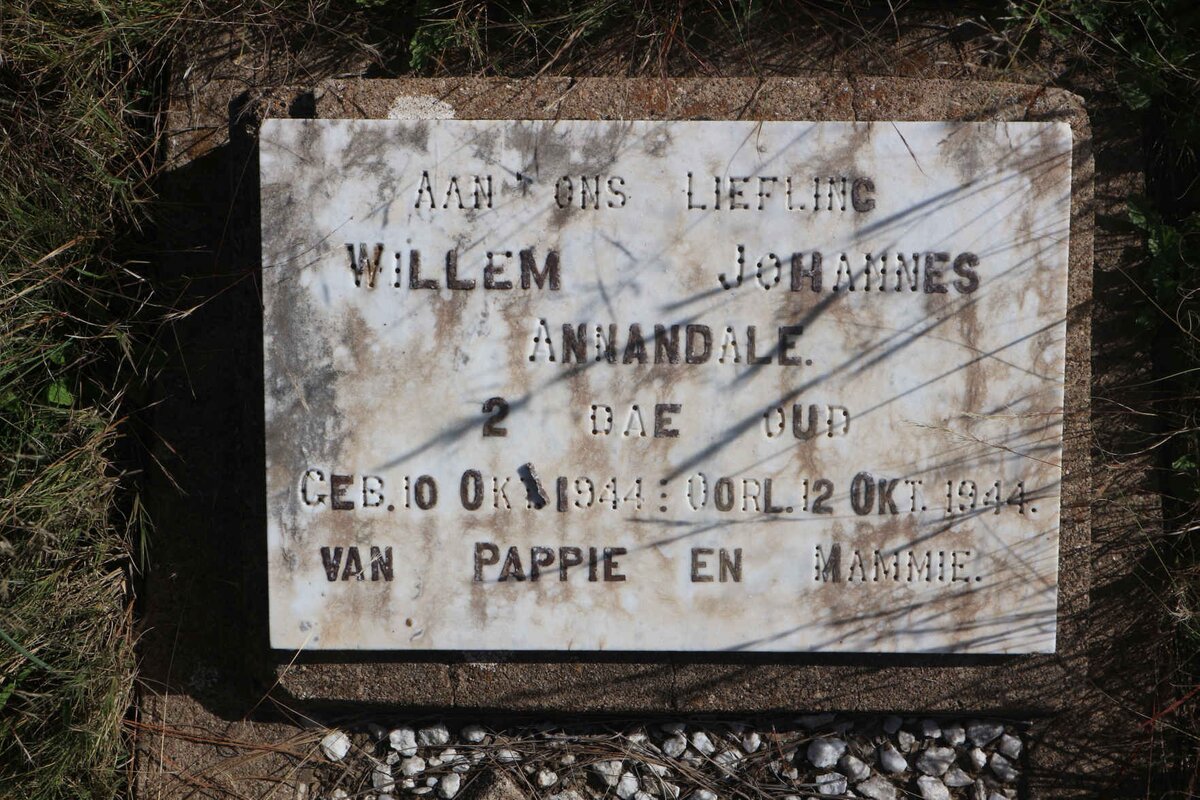 AAN ONS LIEFLING
WILLEM JOHANNES
ANNANDALE.
2 DAE OUD
GEB. 10 OKT 1944 : OORL. 12 OKT. 1944.
VAN PAPPIE EN MAMMIE.